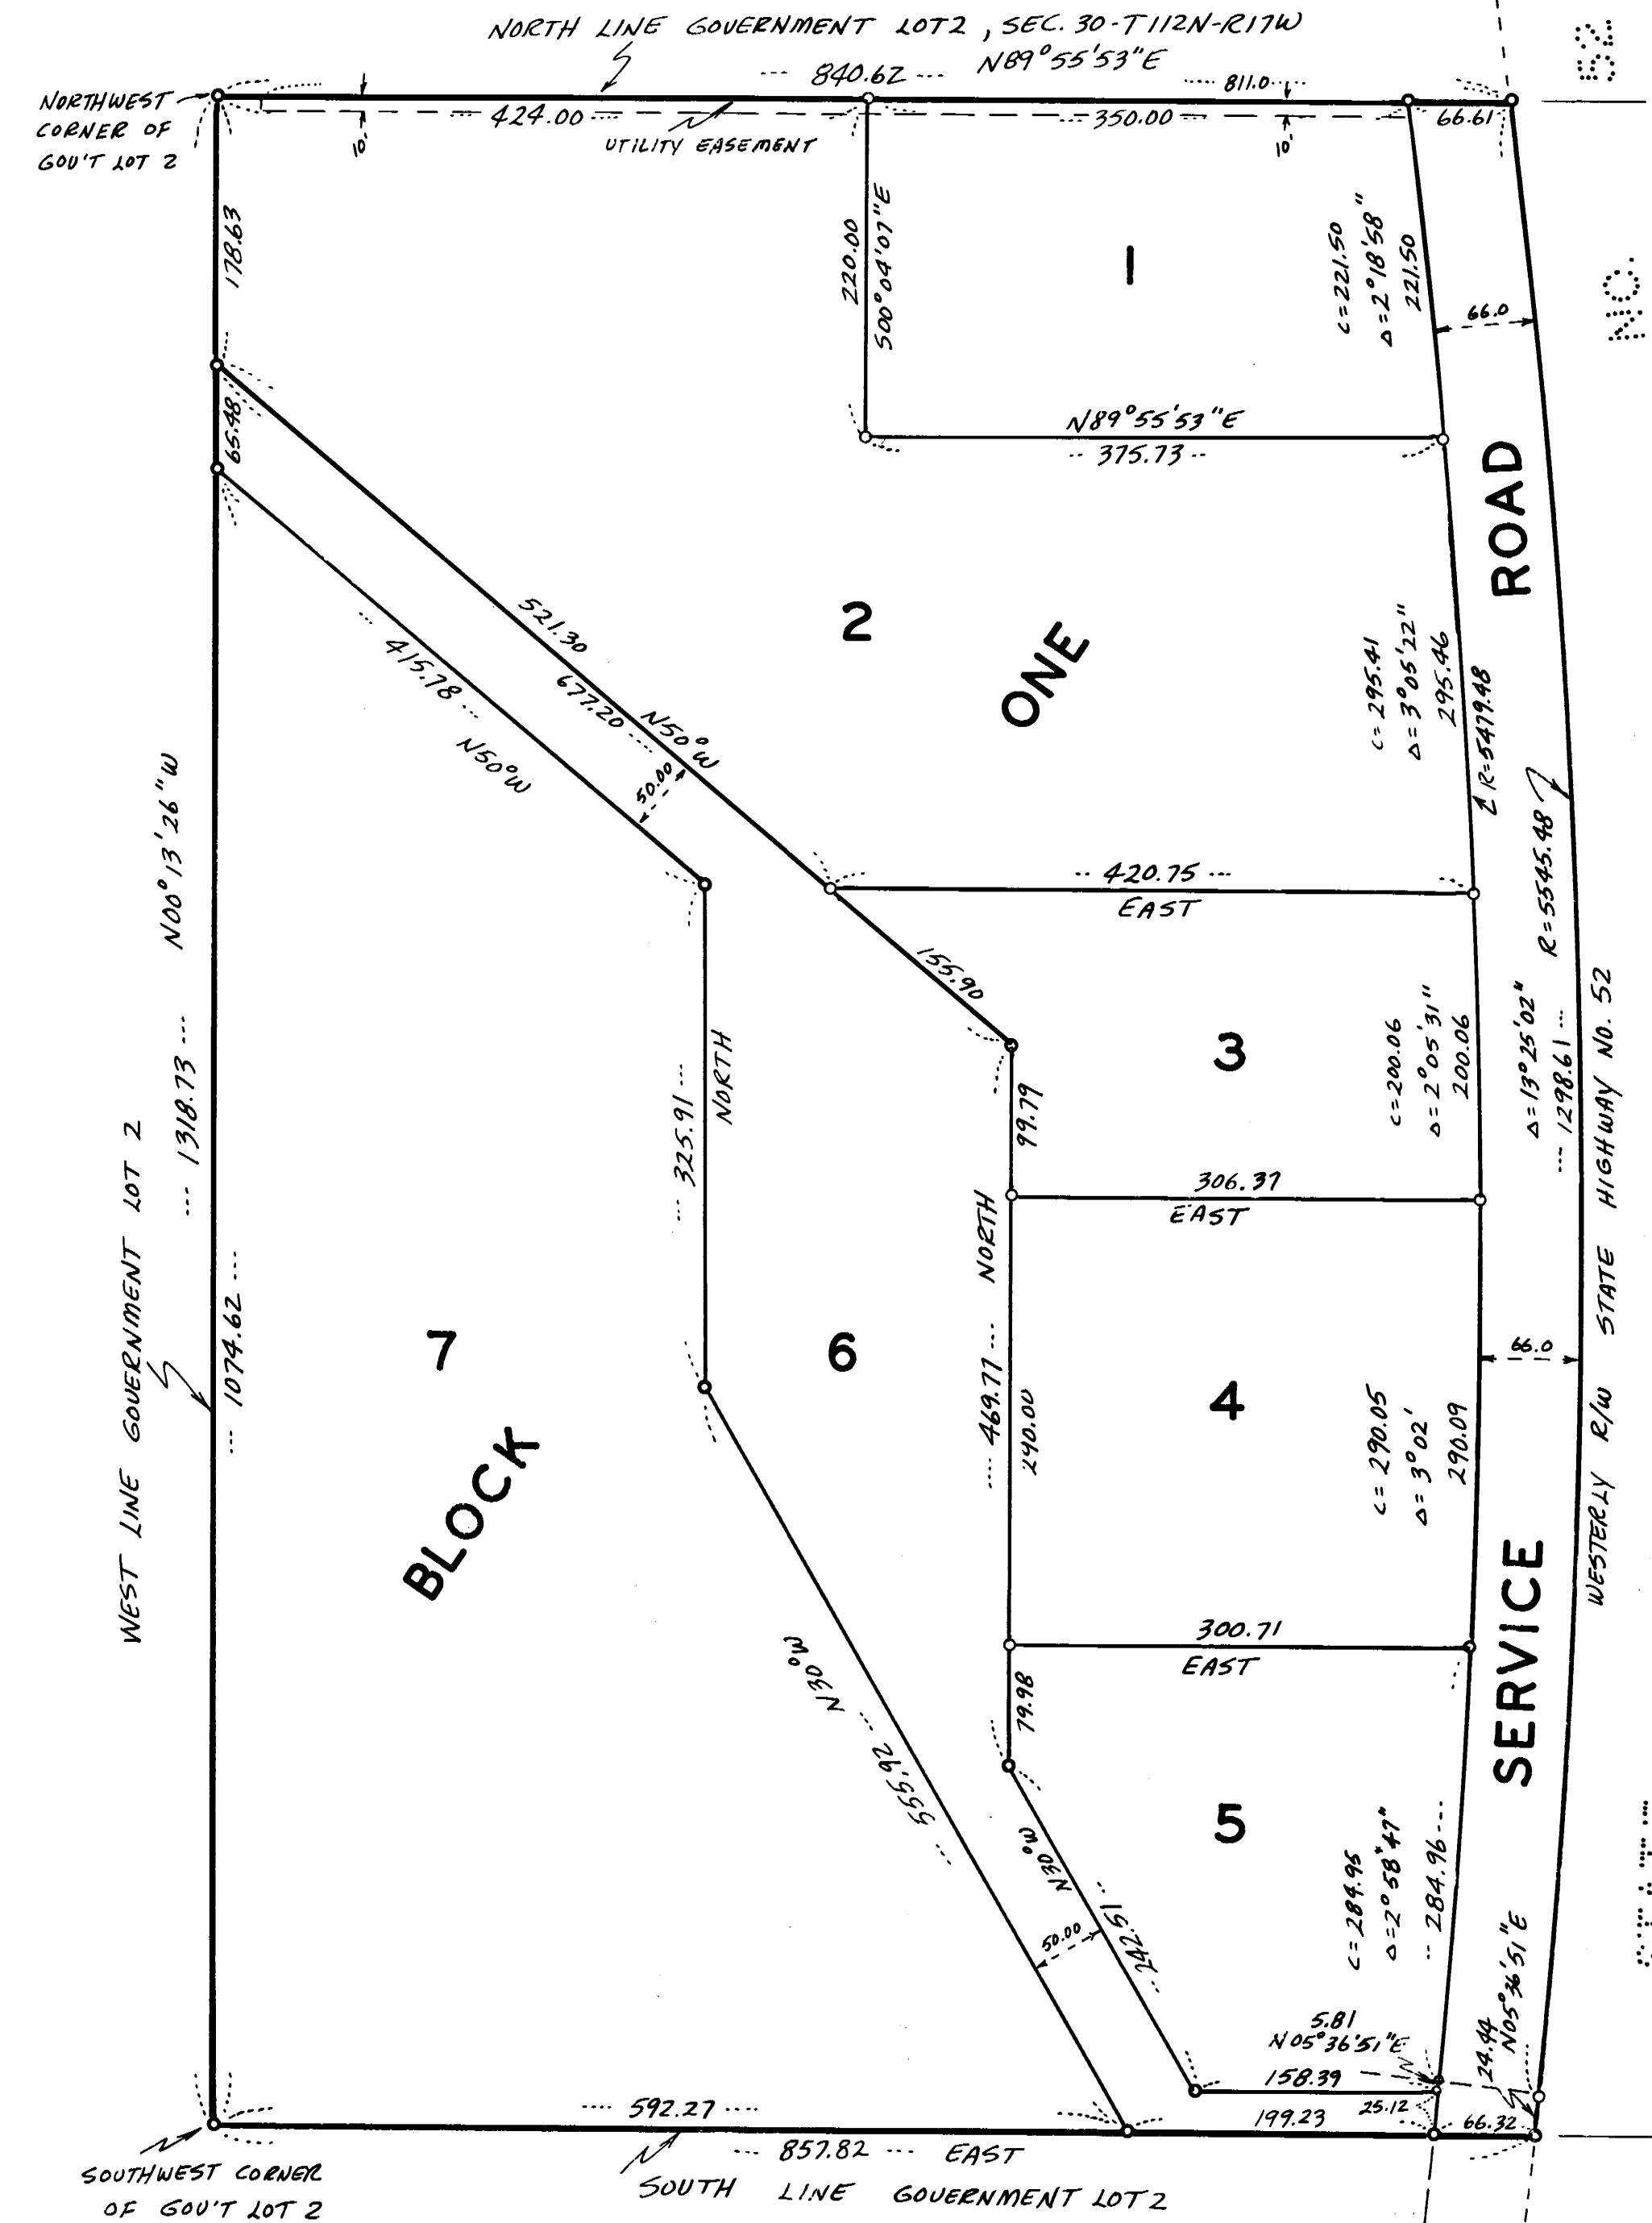 NORTH LINE GOVERNMENT LOT 2, SEC. 30-T112N-R17W
N89°55'53"E
840.62
811.0
NORTHWEST
CORNER OF
GOV'T LOT 2
424.00
350.00
66.61
10'
UTILITY EASEMENT
10'
52
NO.
178.63
220.00
S00°04'07"E
1
C=221.50
Δ=2°18'58"
221.50
66.0
65.48
N89°55'53"E
375.73
ROAD
521.30
677.20
N50°W
415.78
N50°W
50.00
2
ONE
C=295.41
Δ=3°05'22"
295.46
R=5479.48
R=5545.48
N00°13'26"W
1318.73
420.75
EAST
155.90
325.91
NORTH
99.79
3
C=200.06
Δ=2°05'31"
200.06
Δ=13°25'02"
1298.61
WESTERLY R/W STATE HIGHWAY NO. 52
WEST LINE GOVERNMENT LOT 2
1074.62
306.37
EAST
NORTH
469.77
240.00
7
6
4
C=290.05
Δ=3°02'
290.09
66.0
BLOCK
300.71
EAST
SERVICE
N30°W
555.92
79.98
5
N30°W
242.51
50.00
C=284.95
Δ=2°58'47"
284.96
5.81
N05°36'51"E
24.44
N05°36'51"E
158.39
592.27
199.23
25.12
66.32
857.82 EAST
SOUTHWEST CORNER
OF GOV'T LOT 2
SOUTH LINE GOVERNMENT LOT 2